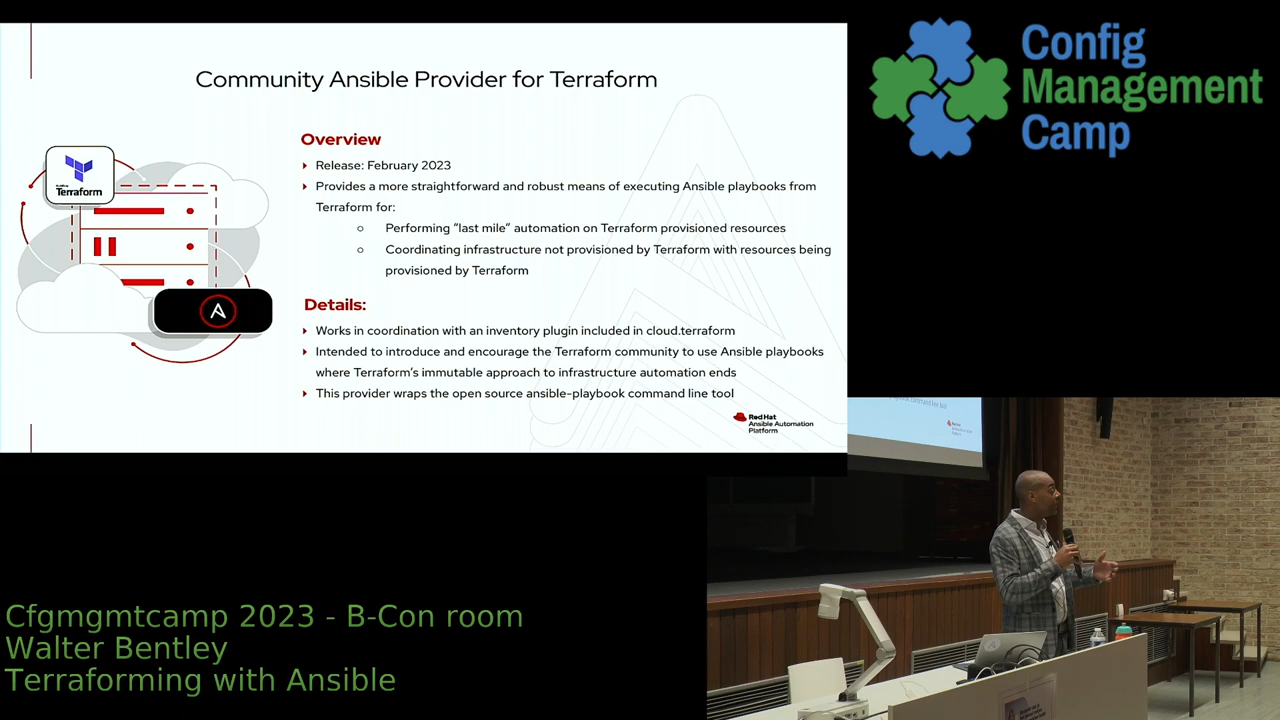 Community Ansible Provider for Terraform
Overview
Release: February 2023
Provides a more straightforward and robust means of executing Ansible playbooks from
Terraform for:
Performing "last mile" automation on Terraform provisioned resources
Coordinating infrastructure not provisioned by Terraform with resources being
provisioned by Terraform
Details:
Works in coordination with an inventory plugin included in cloud.terraform
Intended to introduce and encourage the Terraform community to use Ansible playbooks
where Terraform's immutable approach to infrastructure automation ends
This provider wraps the open source ansible-playbook command line tool
Terraform
Red Hat
Ansible Automation
Platform
Config
Management
Camp
Cfgmgmtcamp 2023 - B-Con room
Walter Bentley
Terraforming with Ansible